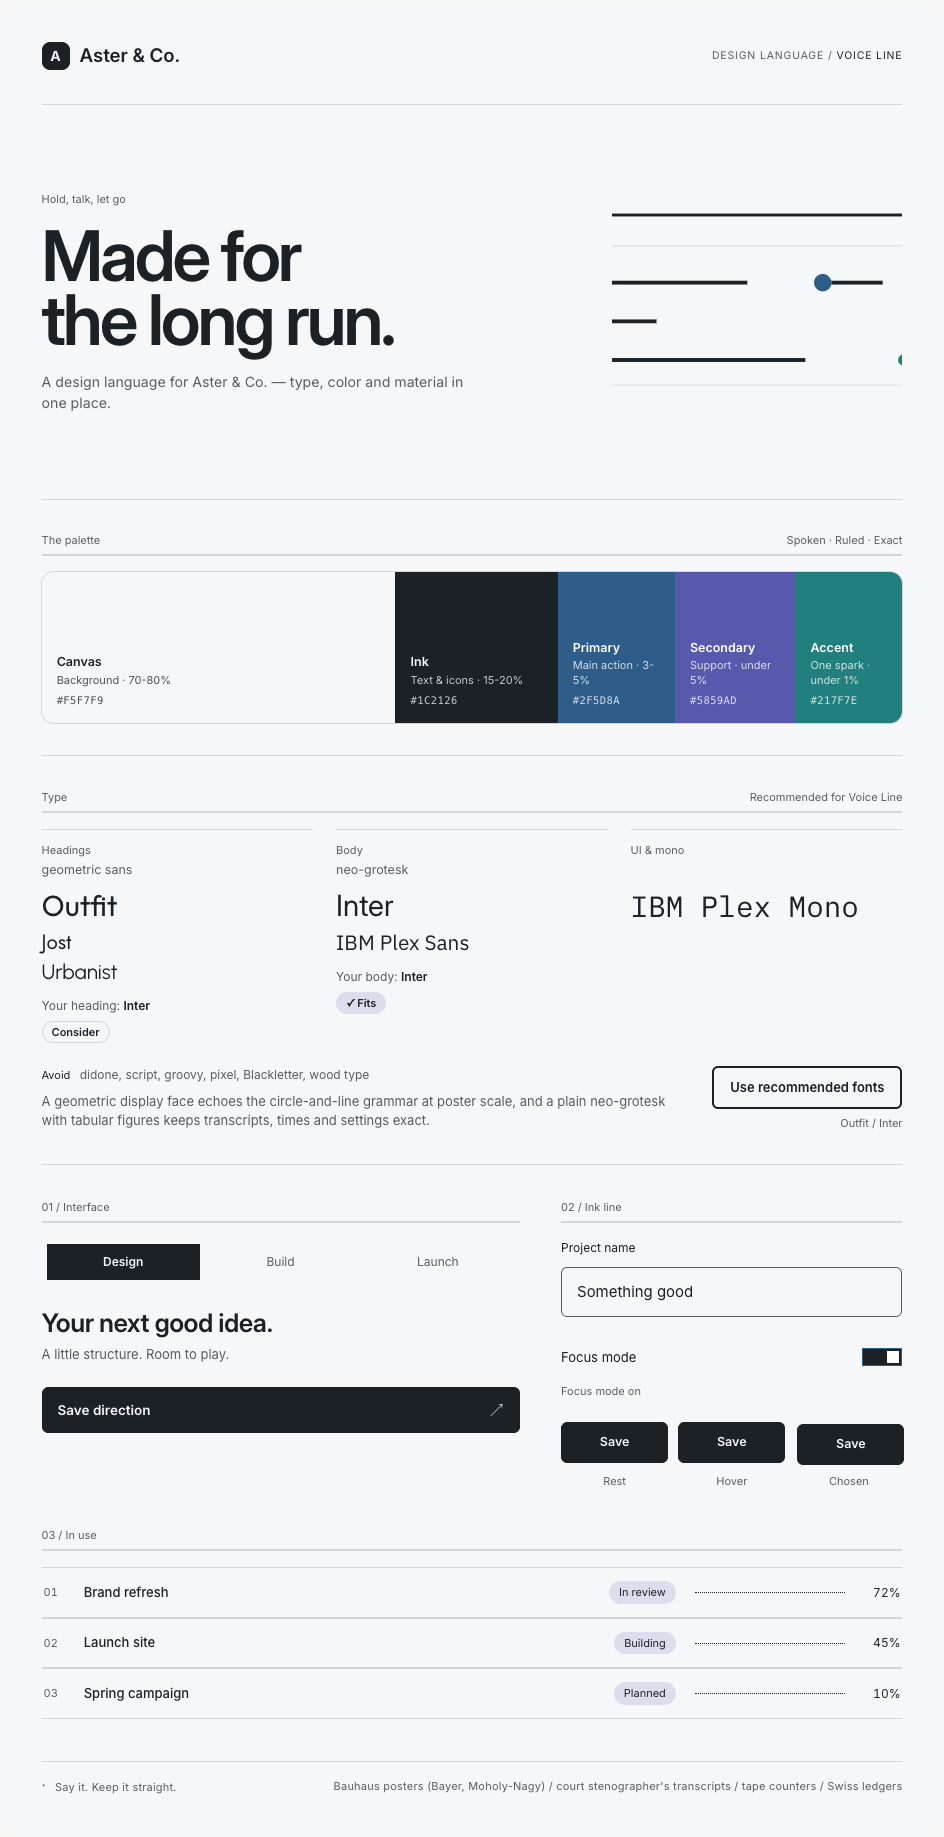 A Aster & Co.
DESIGN LANGUAGE / VOICE LINE
Hold, talk, let go
Made for
the long run.
A design language for Aster & Co. — type, color and material in
one place.
The palette
Spoken · Ruled · Exact
Canvas
Background · 70-80%
#F5F7F9
Ink
Text & icons · 15-20%
#1C2126
Primary
Main action · 3-
5%
#2F5D8A
Secondary
Support · under
5%
#5859AD
Accent
One spark ·
under 1%
#217F7E
Type
Recommended for Voice Line
Headings
geometric sans
Outfit
Jost
Urbanist
Your heading: Inter
Consider
Body
neo-grotesk
Inter
IBM Plex Sans
Your body: Inter
✓ Fits
UI & mono
IBM Plex Mono
Avoid didone, script, groovy, pixel, Blackletter, wood type
A geometric display face echoes the circle-and-line grammar at poster scale, and a plain neo-grotesk
with tabular figures keeps transcripts, times and settings exact.
Use recommended fonts
Outfit / Inter
01 / Interface
Design
Build
Launch
Your next good idea.
A little structure. Room to play.
Save direction ↗
02 / Ink line
Project name
Something good
Focus mode
Focus mode on
Save
Rest
Save
Hover
Save
Chosen
03 / In use
01 Brand refresh In review 72%
02 Launch site Building 45%
03 Spring campaign Planned 10%
Say it. Keep it straight.
Bauhaus posters (Bayer, Moholy-Nagy) / court stenographer's transcripts / tape counters / Swiss ledgers